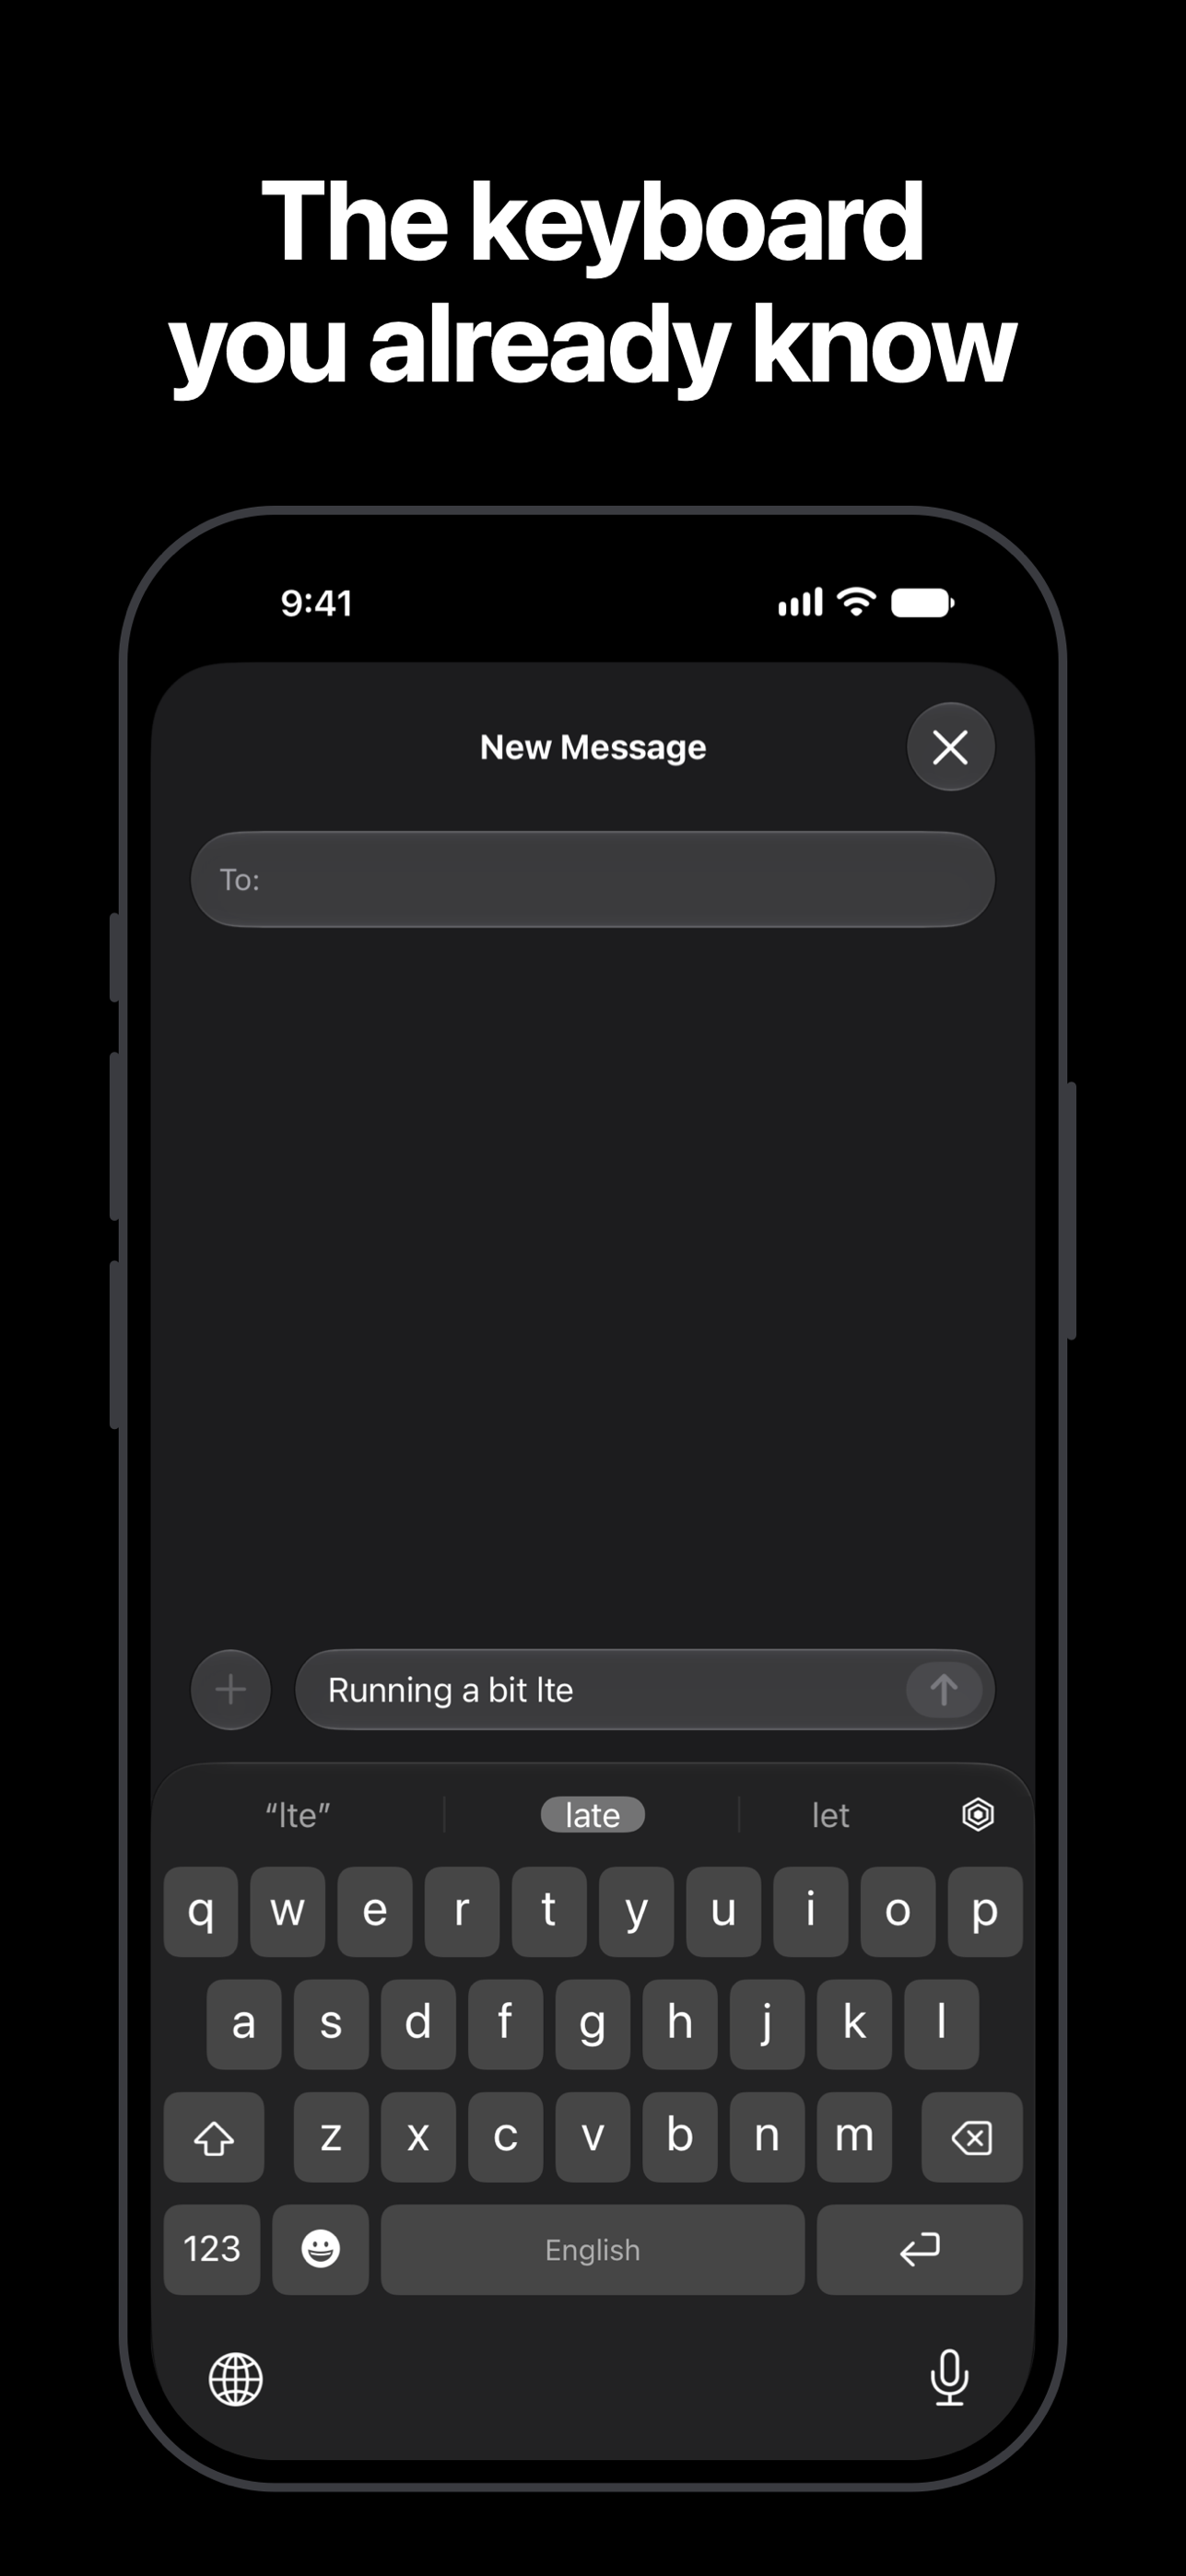 The keyboard
you already know
9:41
New Message
To:
Running a bit lte
“lte” late let
q w e r t y u i o p
a s d f g h j k l
z x c v b n m
123 English